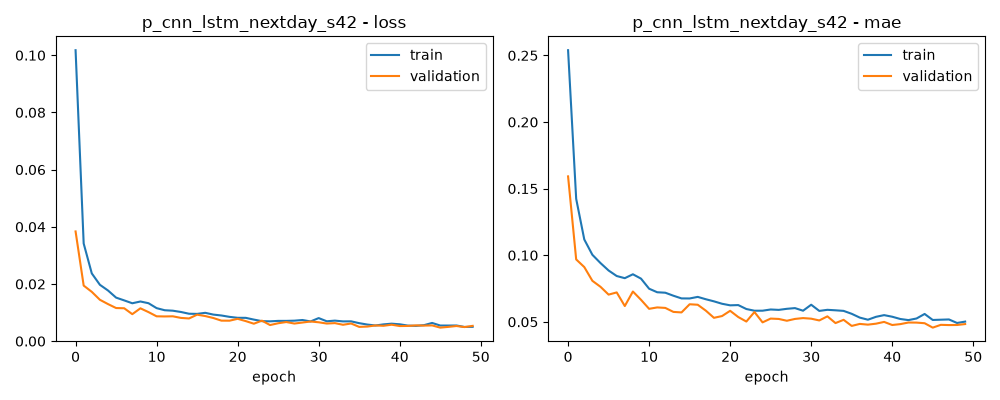 p_cnn_lstm_nextday_s42 - loss
train
validation
0.10
0.08
0.06
0.04
0.02
0.00
0
10
20
30
40
50
epoch
p_cnn_lstm_nextday_s42 - mae
train
validation
0.25
0.20
0.15
0.10
0.05
0
10
20
30
40
50
epoch